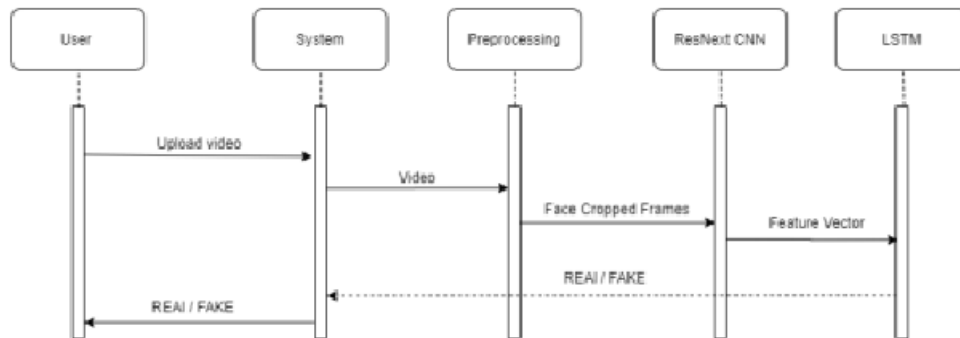 User
System
Preprocessing
ResNext CNN
LSTM
Upload video
Video
Face Cropped Frames
Feature Vector
REAl / FAKE
REAl / FAKE